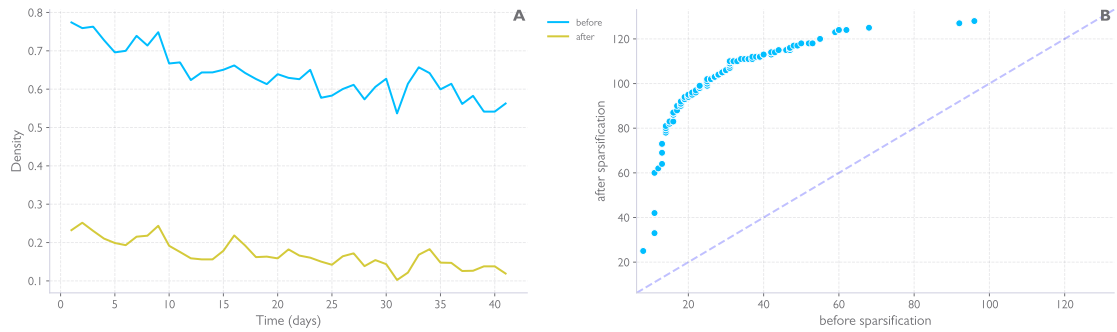 A
before
after
Density
0.8
0.7
0.6
0.5
0.4
0.3
0.2
0.1
0 5 10 15 20 25 30 35 40
Time (days)
B
after sparsification
120
100
80
60
40
20
20 40 60 80 100 120
before sparsification